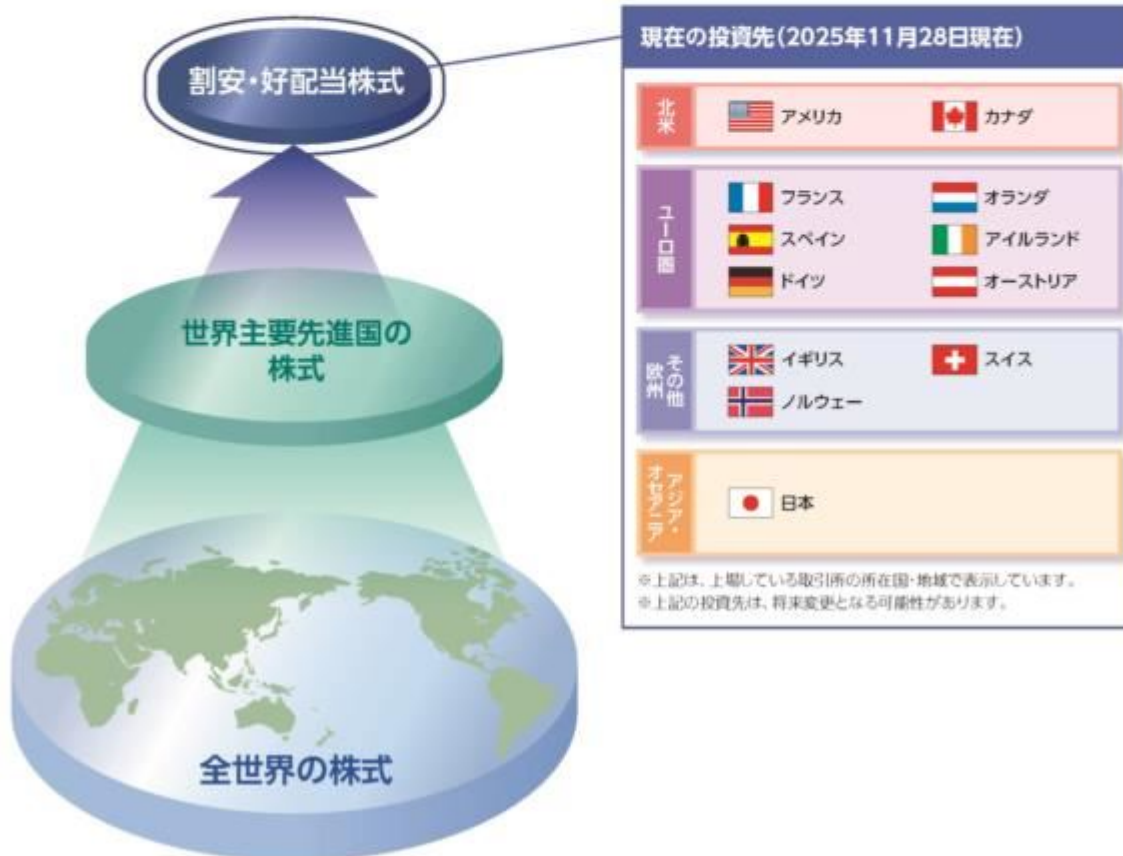 割安・好配当株式
世界主要先進国の
株式
全世界の株式
現在の投資先(2025年11月28日現在)
北米
アメリカ
カナダ
ユーロ圏
フランス
オランダ
スペイン
アイルランド
ドイツ
オーストリア
その他
欧州
イギリス
スイス
ノルウェー
アジア・
オセアニア
日本
※上記は、上場している取引所の所在国・地域で表示しています。
※上記の投資先は、将来変更となる可能性があります。